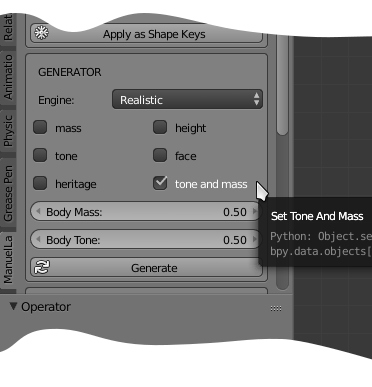 Apply as Shape Keys
GENERATOR
Engine: Realistic
mass height
tone face
heritage tone and mass
Body Mass: 0.50
Body Tone: 0.50
Generate
Operator
Set Tone And Mass
Python: Object.se
bpy.data.objects[
Relat
Animatio
Physic
Grease Pen
ManuelLa